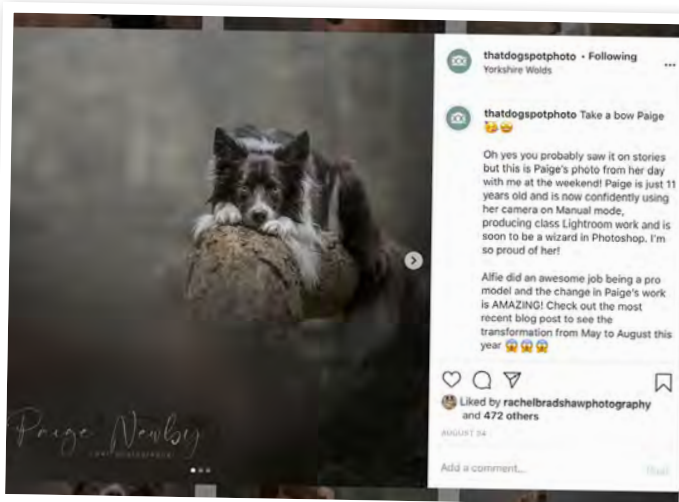 thatdogspotphoto • Following
Yorkshire Wolds
thatdogspotphoto Take a bow Paige
🥳🤩
Oh yes you probably saw it on stories
but this is Paige's photo from her day
with me at the weekend! Paige is just 11
years old and is now confidently using
her camera on Manual mode,
producing class Lightroom work and is
soon to be a wizard in Photoshop. I'm
so proud of her!
Alfie did an awesome job being a pro
model and the change in Paige's work
is AMAZING! Check out the most
recent blog post to see the
transformation from May to August this
year 😱 😱 😱
Liked by rachelbradshawphotography
and 472 others
AUGUST 24
Add a comment...
Post
Paige Newby